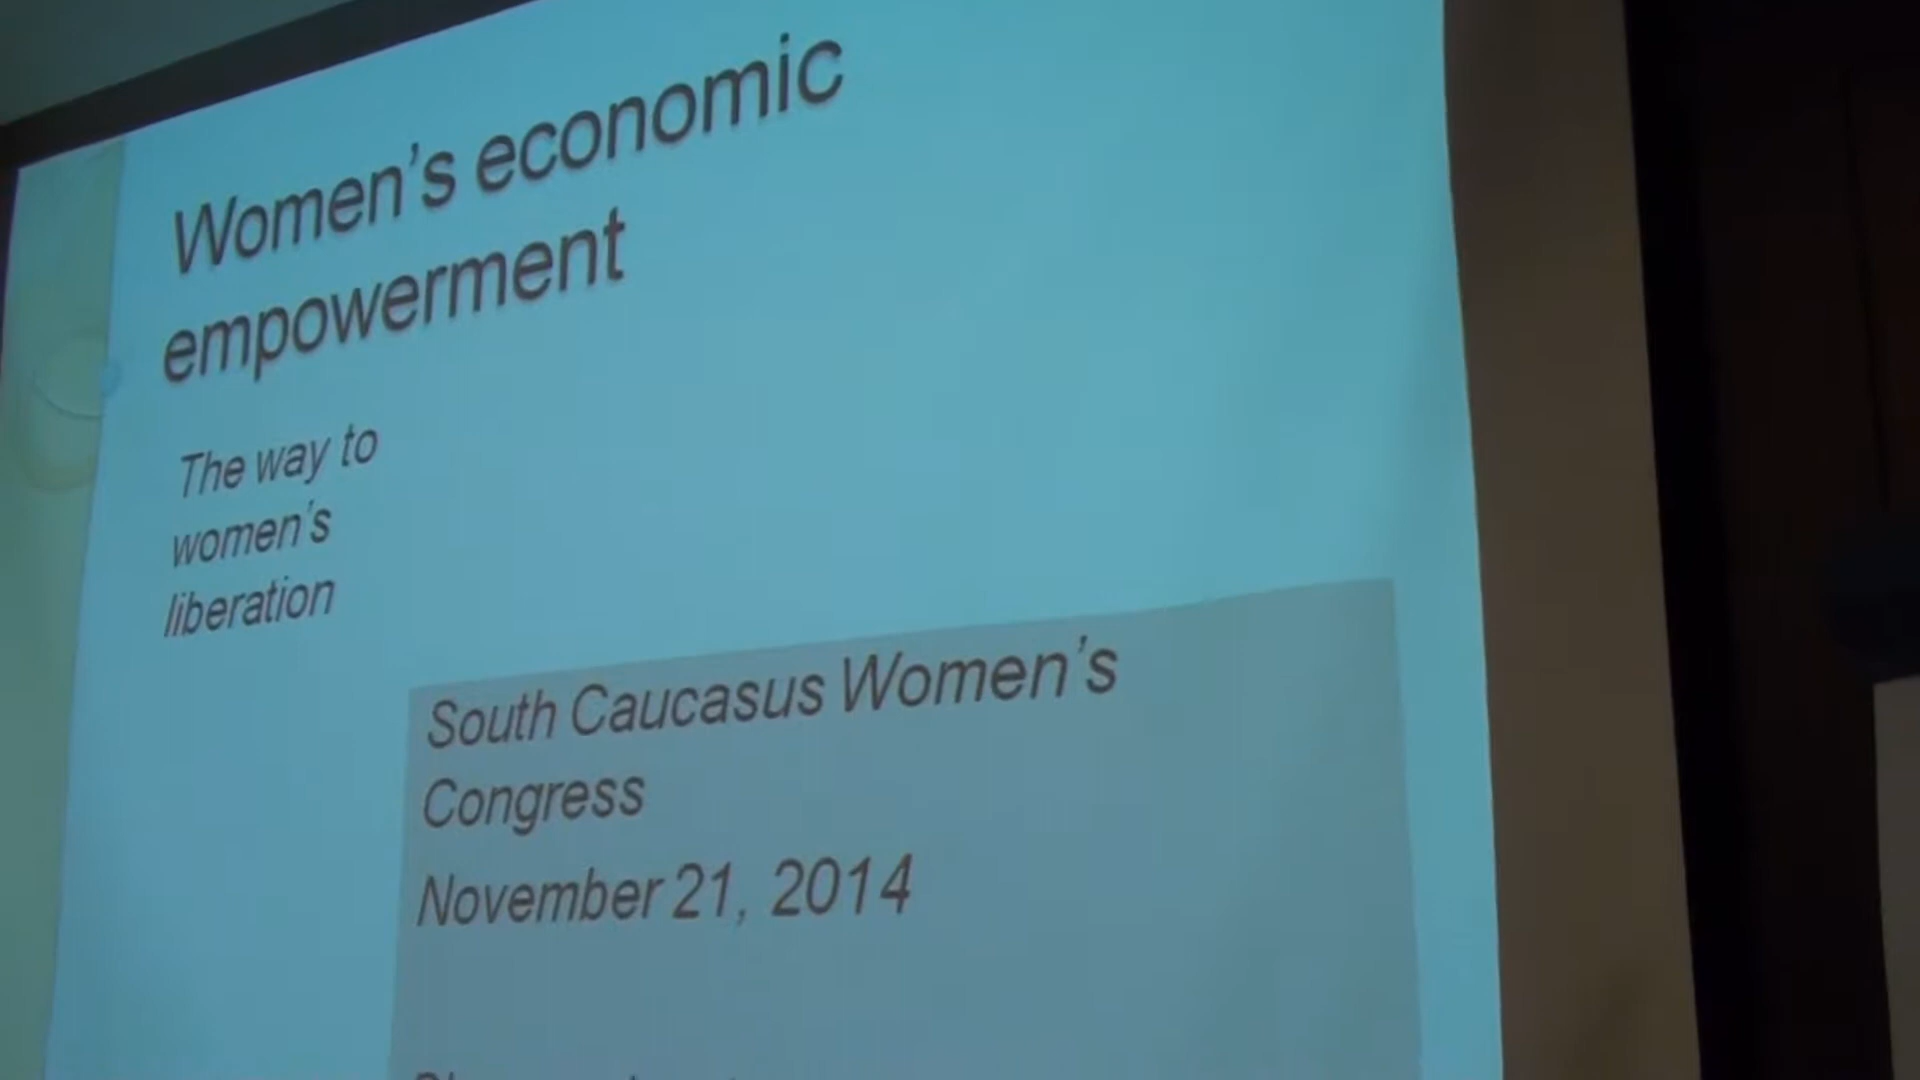 Women's economic
empowerment
The way to
women's
liberation
South Caucasus Women's
Congress
November 21, 2014